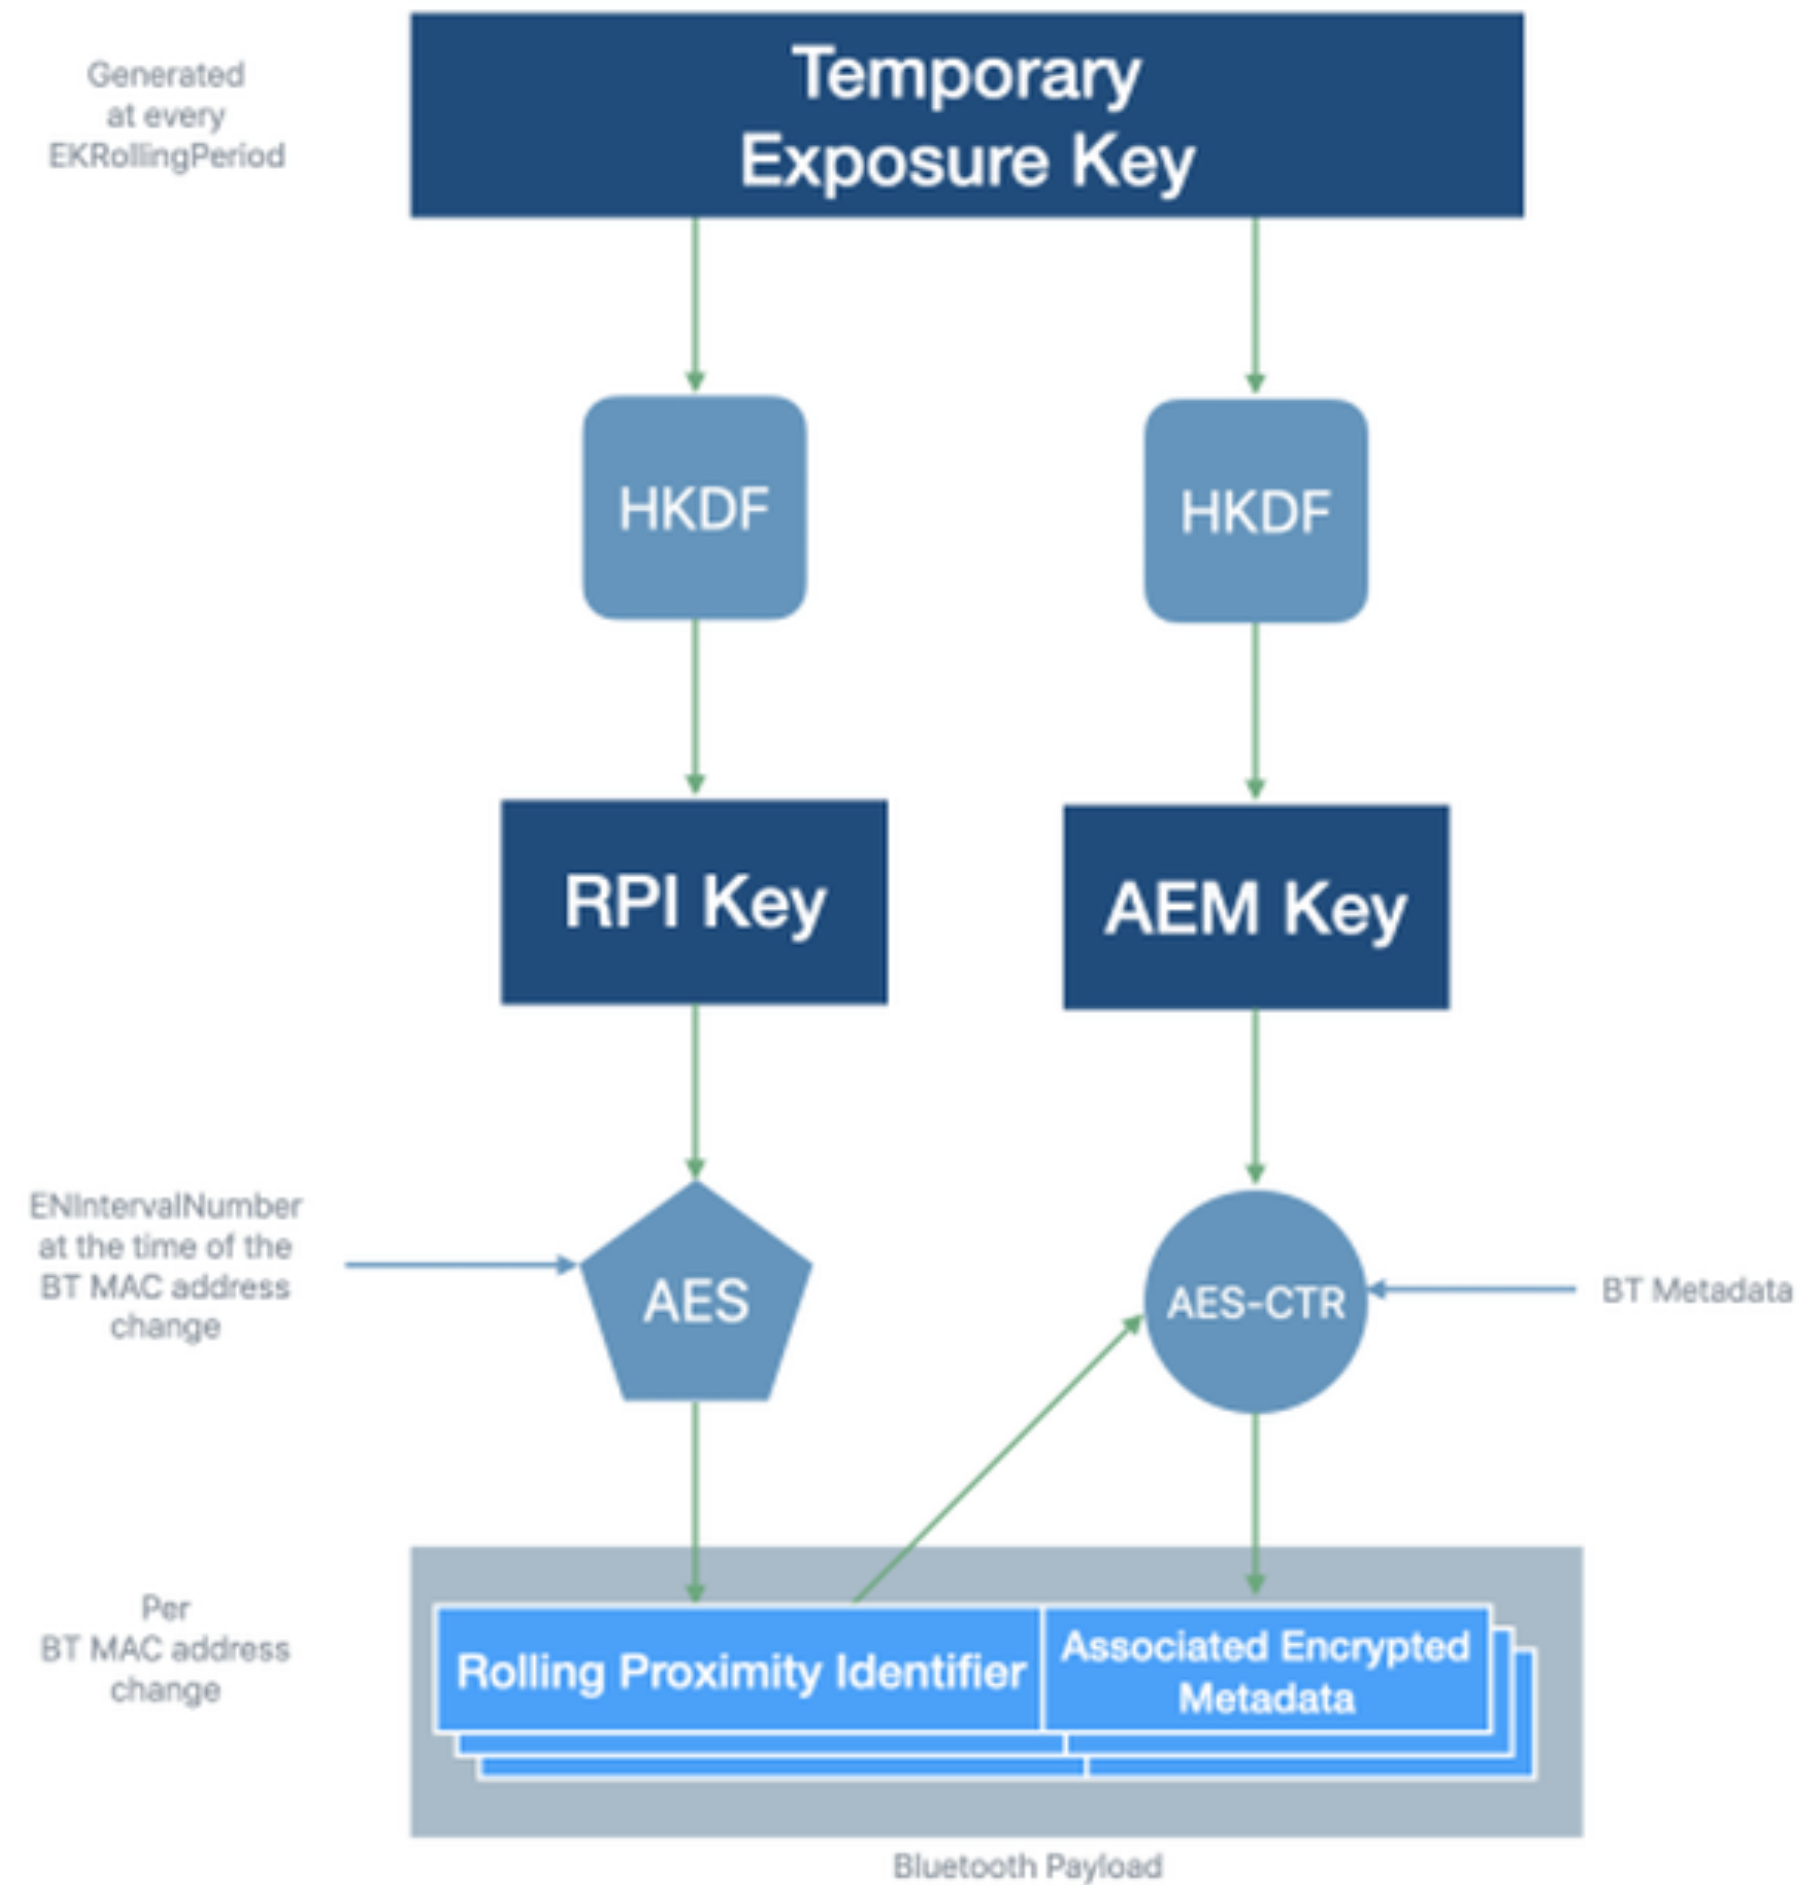 Generated
at every
EKRollingPeriod
Temporary
Exposure Key
HKDF
HKDF
RPI Key
AEM Key
ENIntervalNumber
at the time of the
BT MAC address
change
AES
AES-CTR
BT Metadata
Per
BT MAC address
change
Rolling Proximity Identifier
Associated Encrypted
Metadata
Bluetooth Payload